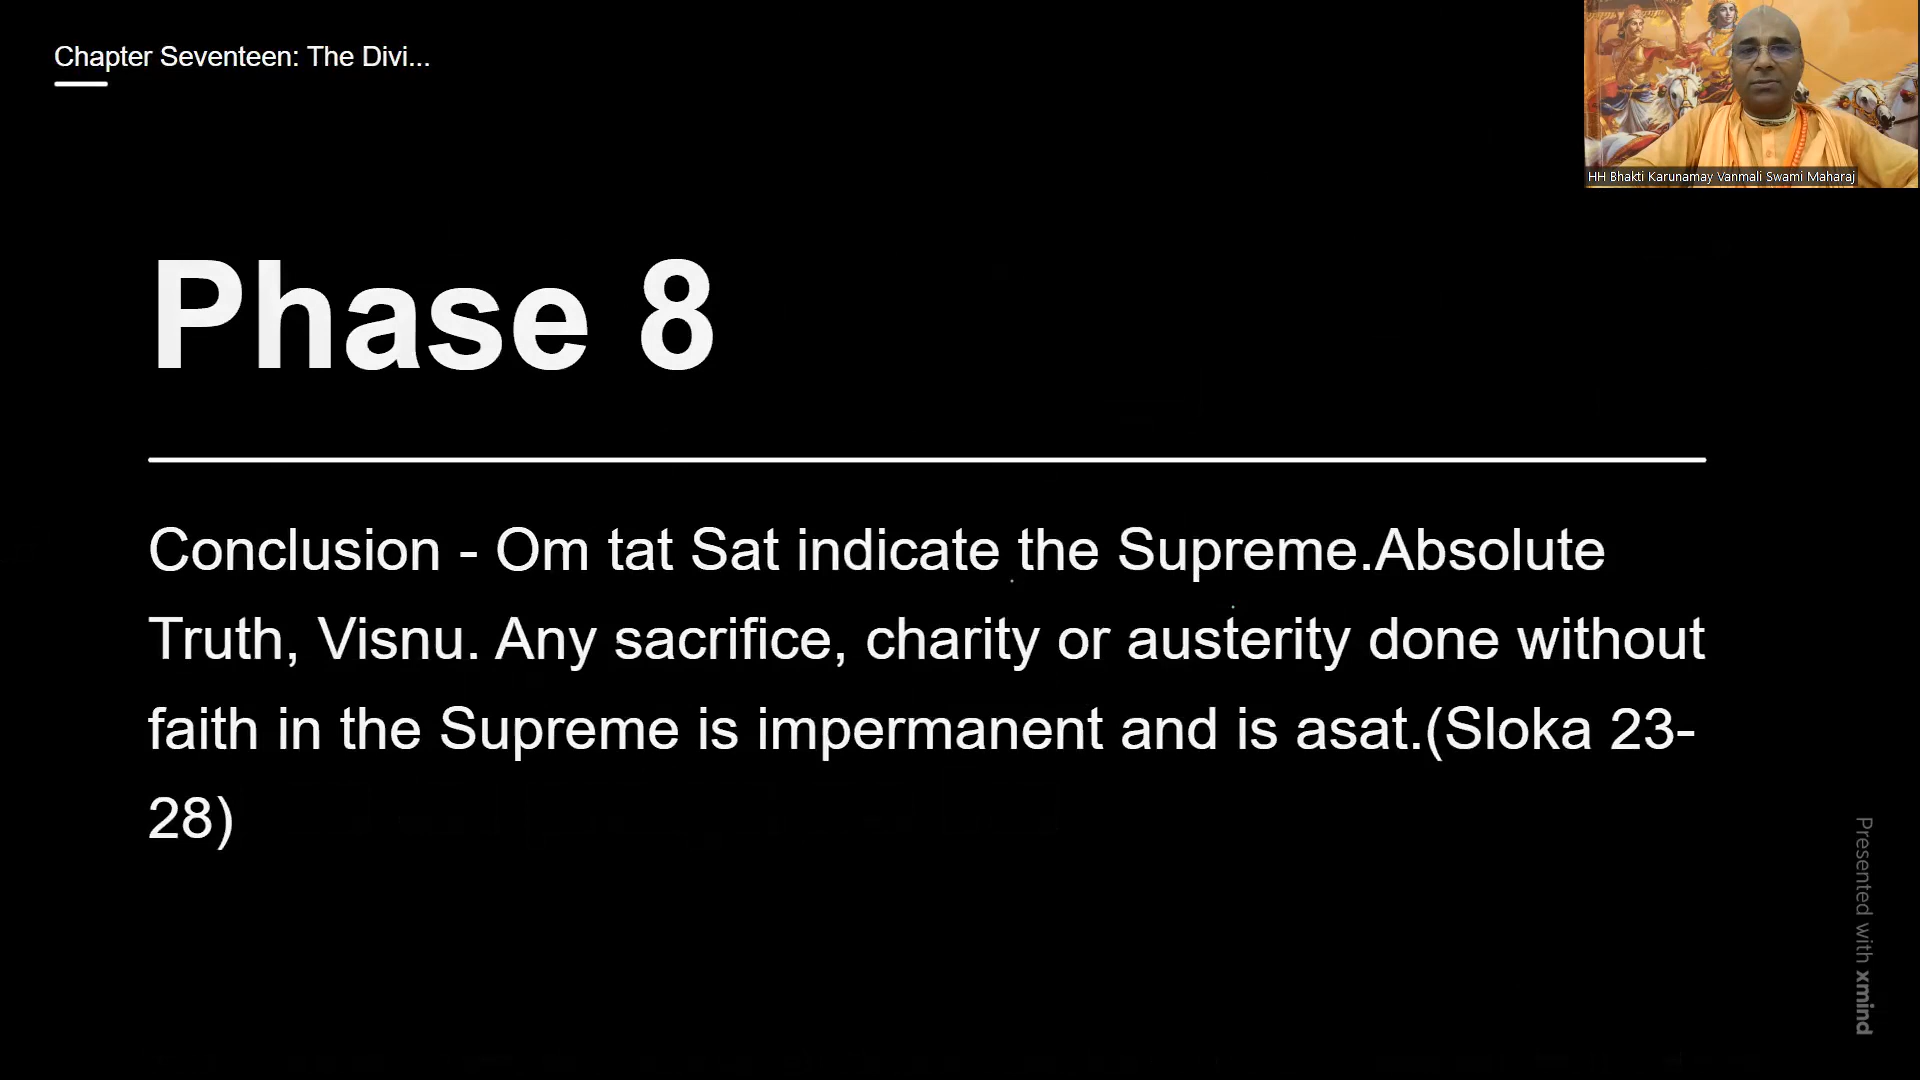 Chapter Seventeen: The Divi...
HH Bhakti Karunamay Vanmali Swami Maharaj
Phase 8
Conclusion - Om tat Sat indicate the Supreme.Absolute
Truth, Visnu. Any sacrifice, charity or austerity done without
faith in the Supreme is impermanent and is asat.(Sloka 23-
28)
Presented with xmind